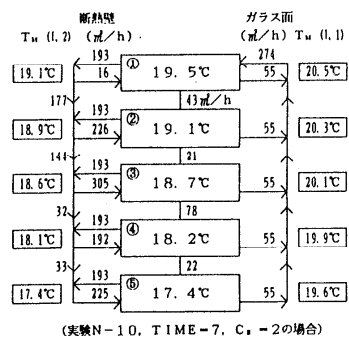 断熱壁 ガラス面
T_M (I, 2) (㎥/h) (㎥/h) T_M (I, 1)
193 274
19.1℃ 16 ① 19.5℃ 55 20.5℃
177 43㎥/h
193
18.9℃ 226 ② 19.1℃ 55 20.3℃
144 21
193
18.6℃ 305 ③ 18.7℃ 55 20.1℃
32 78
193
18.1℃ 192 ④ 18.2℃ 55 19.9℃
33 22
193
17.4℃ 225 ⑤ 17.4℃ 55 19.6℃
(実験N-10, TIME=7, C_B=2の場合)